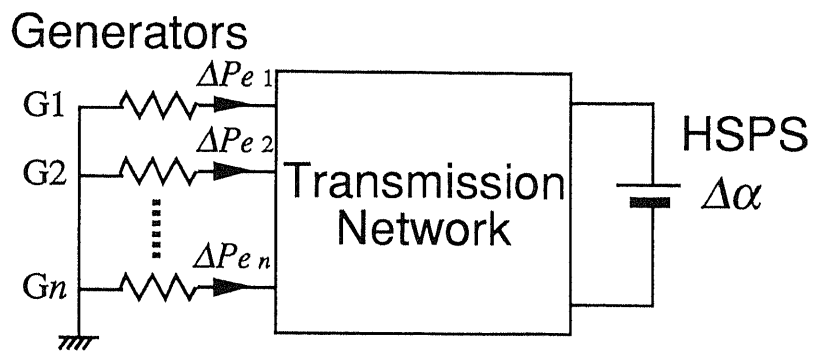 Generators
G1
ΔPe 1
G2
ΔPe 2
Gn
ΔPe n
Transmission
Network
HSPS
Δα